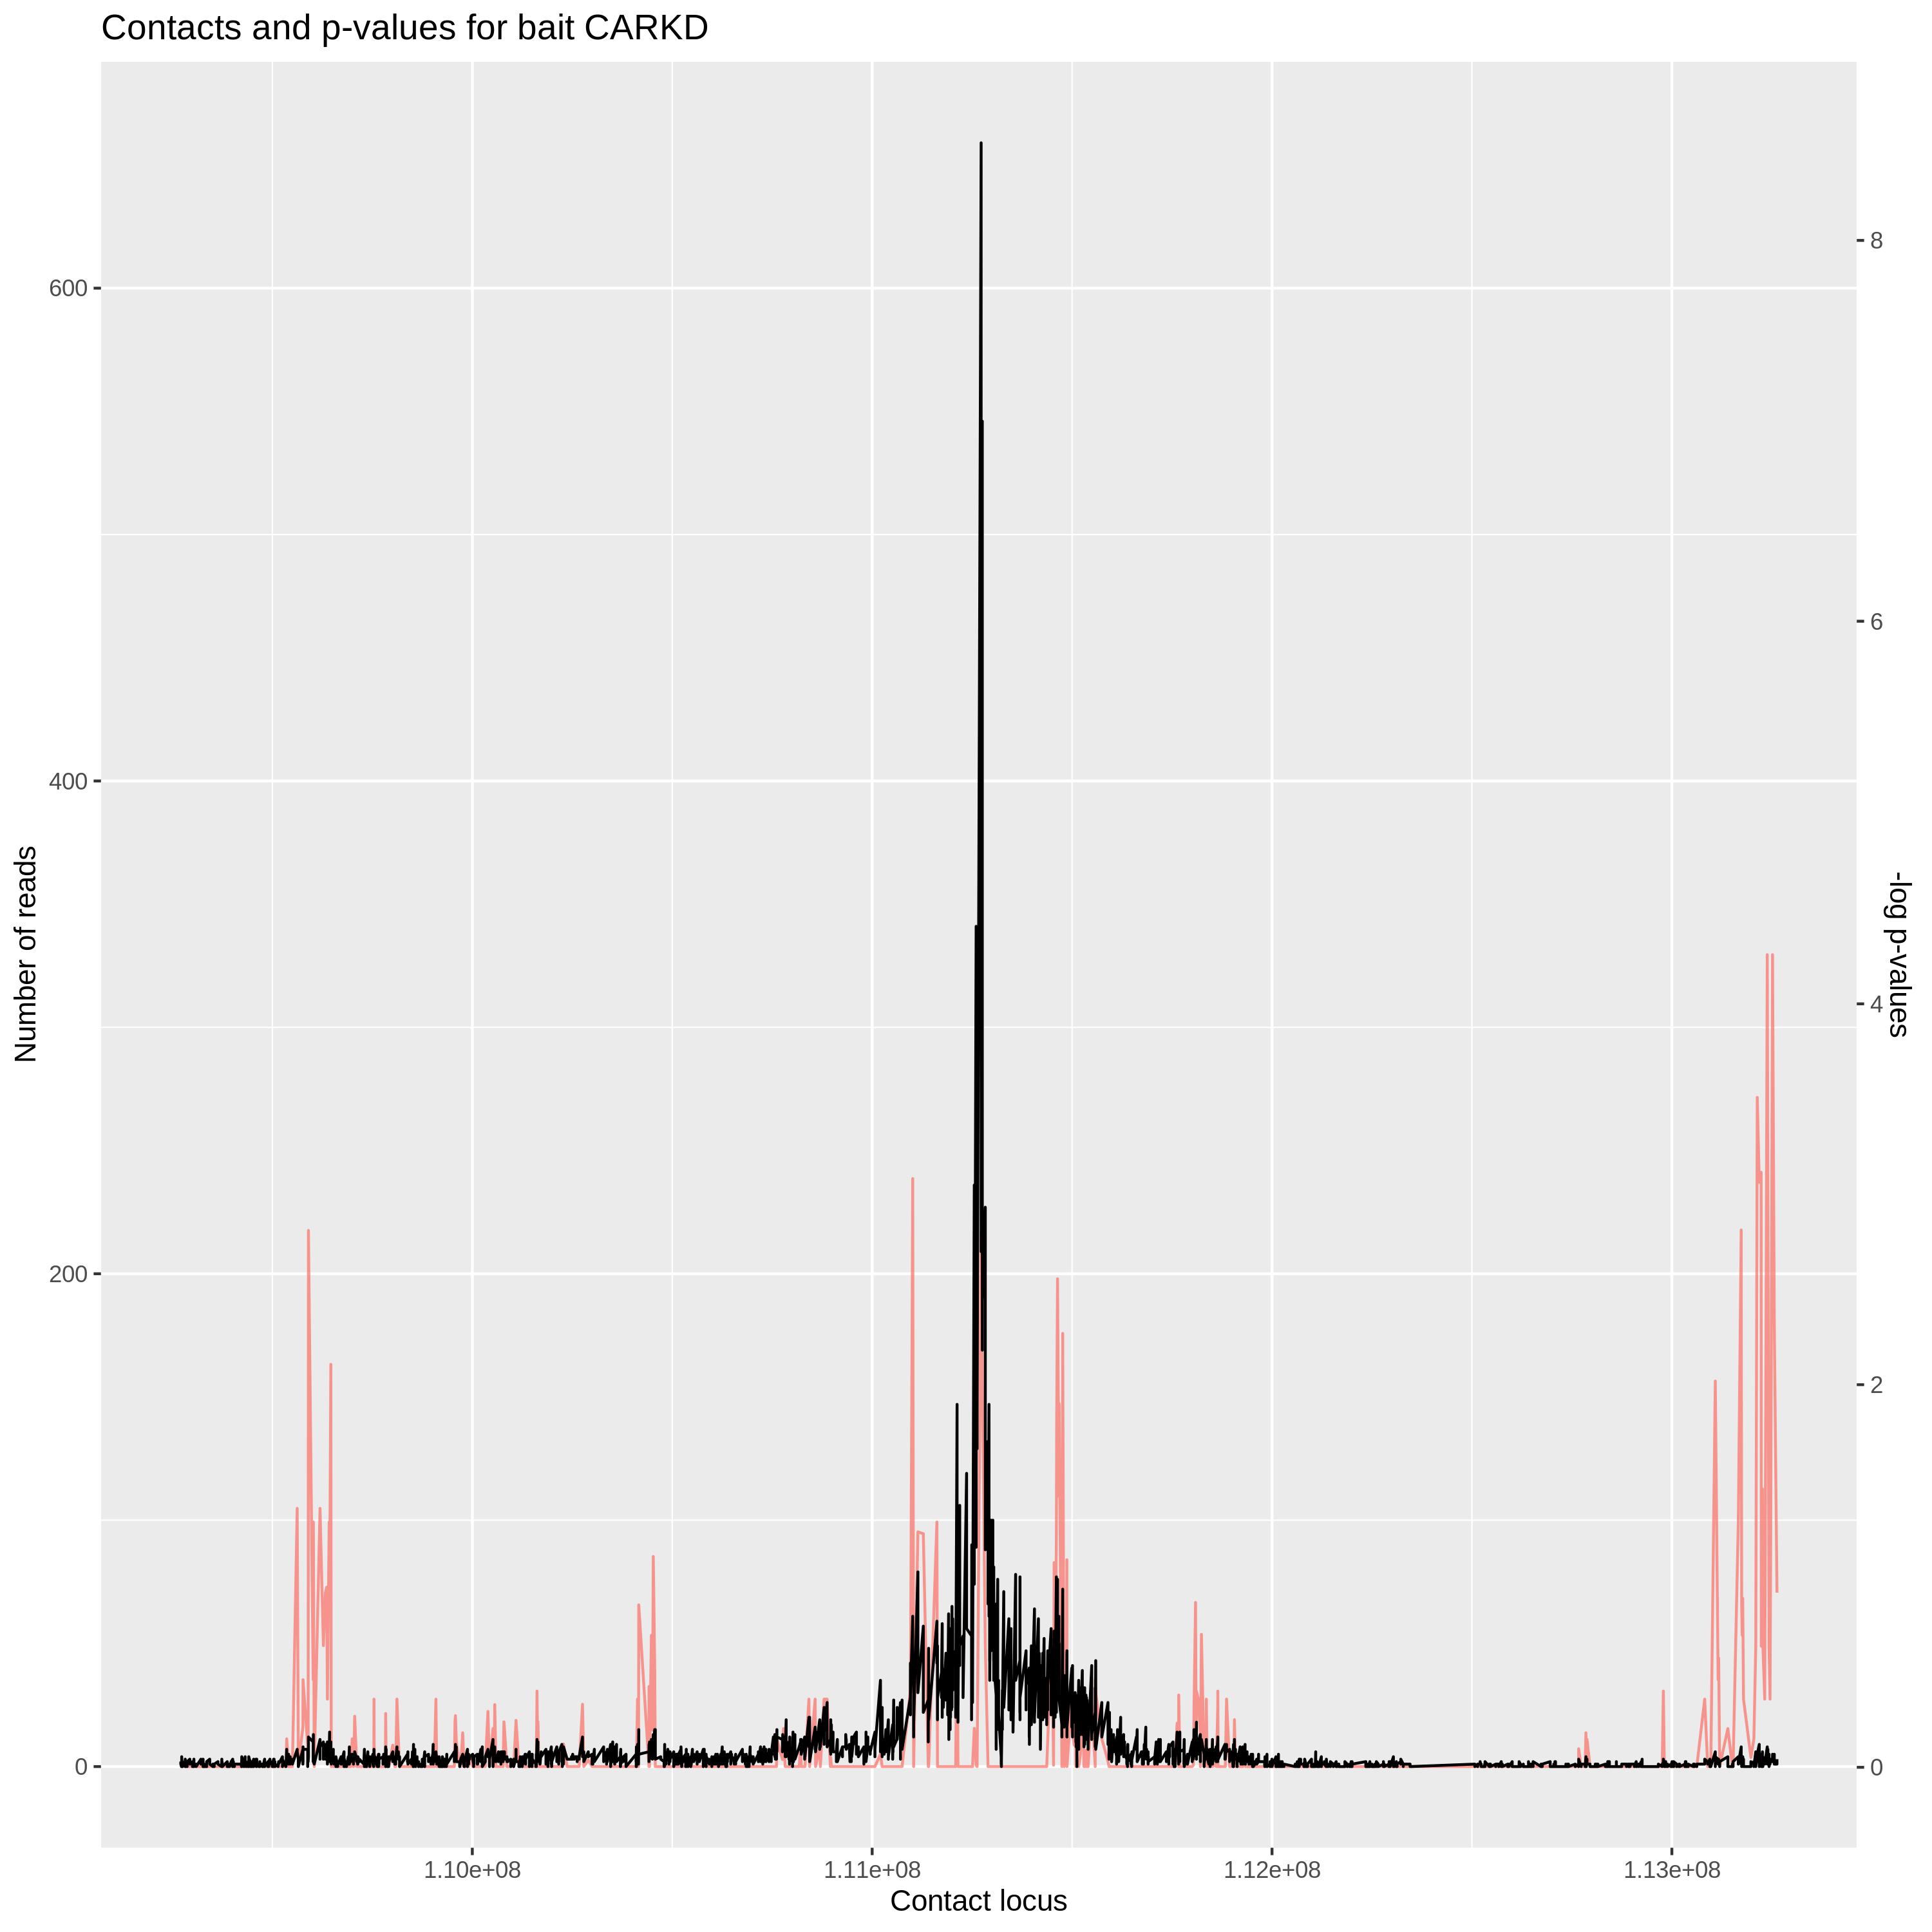 Contacts and p-values for bait CARKD
600
400
200
0
Number of reads
8
6
4
2
0
-log p-values
1.10e+08
1.11e+08
1.12e+08
1.13e+08
Contact locus